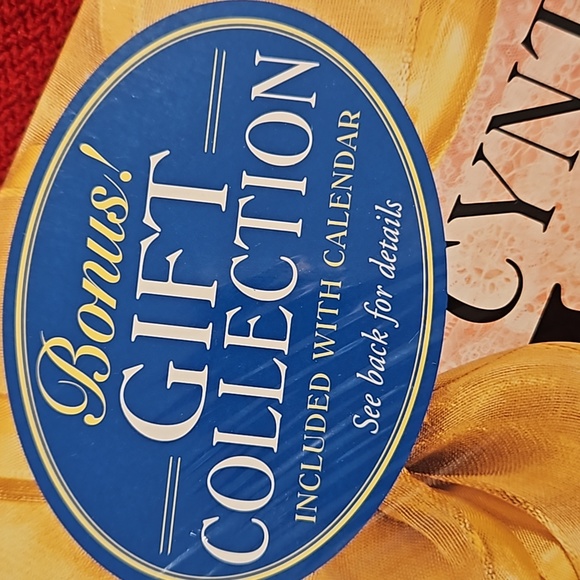 Bonus!
GIFT
COLLECTION
INCLUDED WITH CALENDAR
See back for details
CYNT